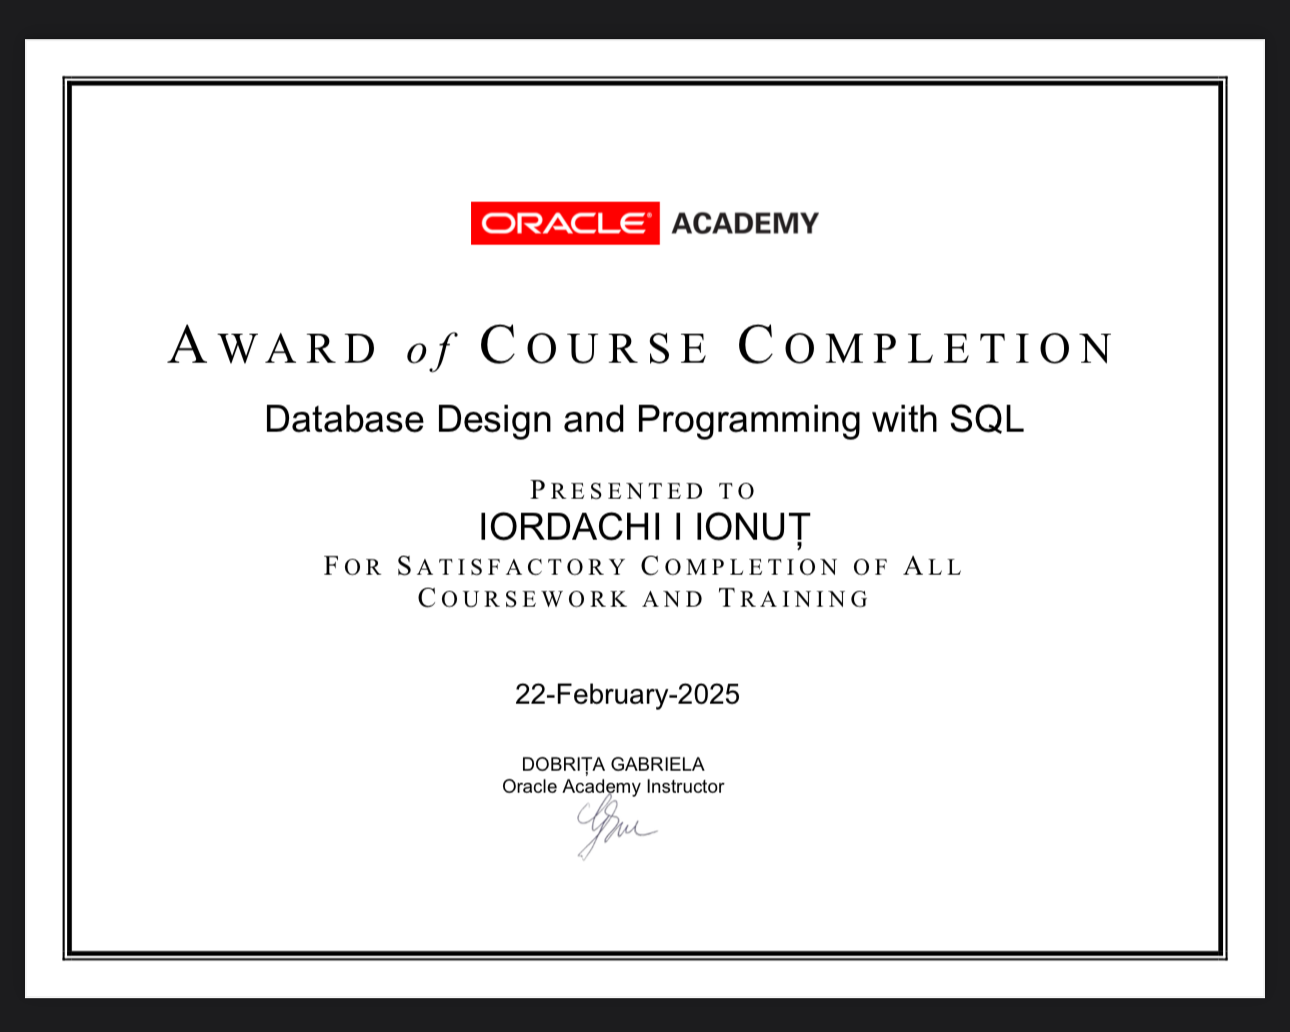 ORACLE® ACADEMY
AWARD of COURSE COMPLETION
Database Design and Programming with SQL
PRESENTED TO
IORDACHI I IONUȚ
FOR SATISFACTORY COMPLETION OF ALL
COURSEWORK AND TRAINING
22-February-2025
DOBRIȚA GABRIELA
Oracle Academy Instructor